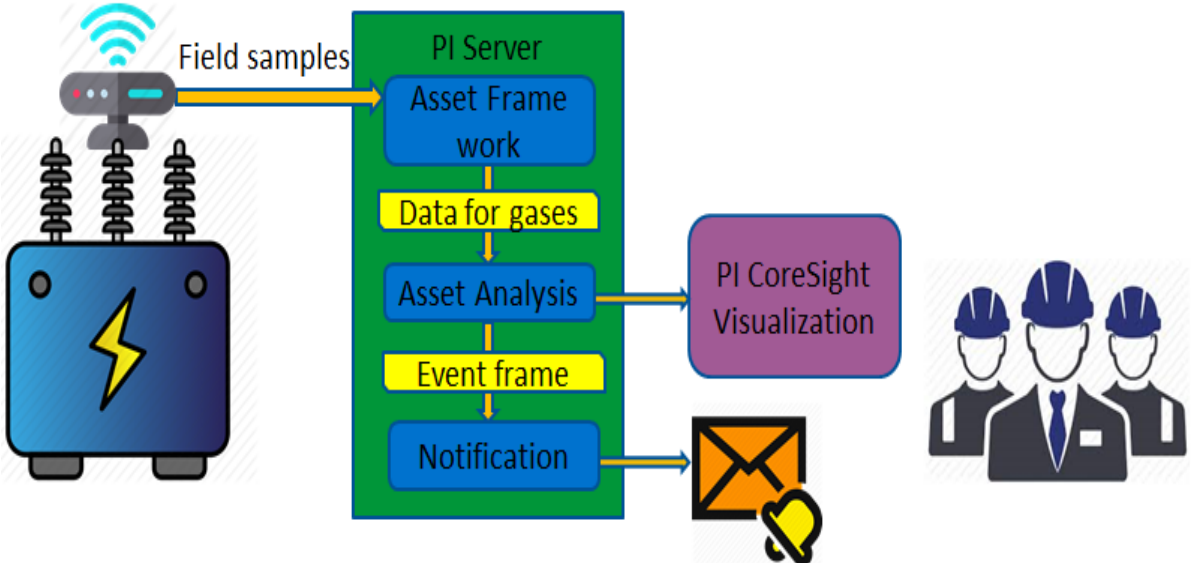 Field samples
PI Server
Asset Frame
work
Data for gases
Asset Analysis
Event frame
Notification
PI CoreSight
Visualization